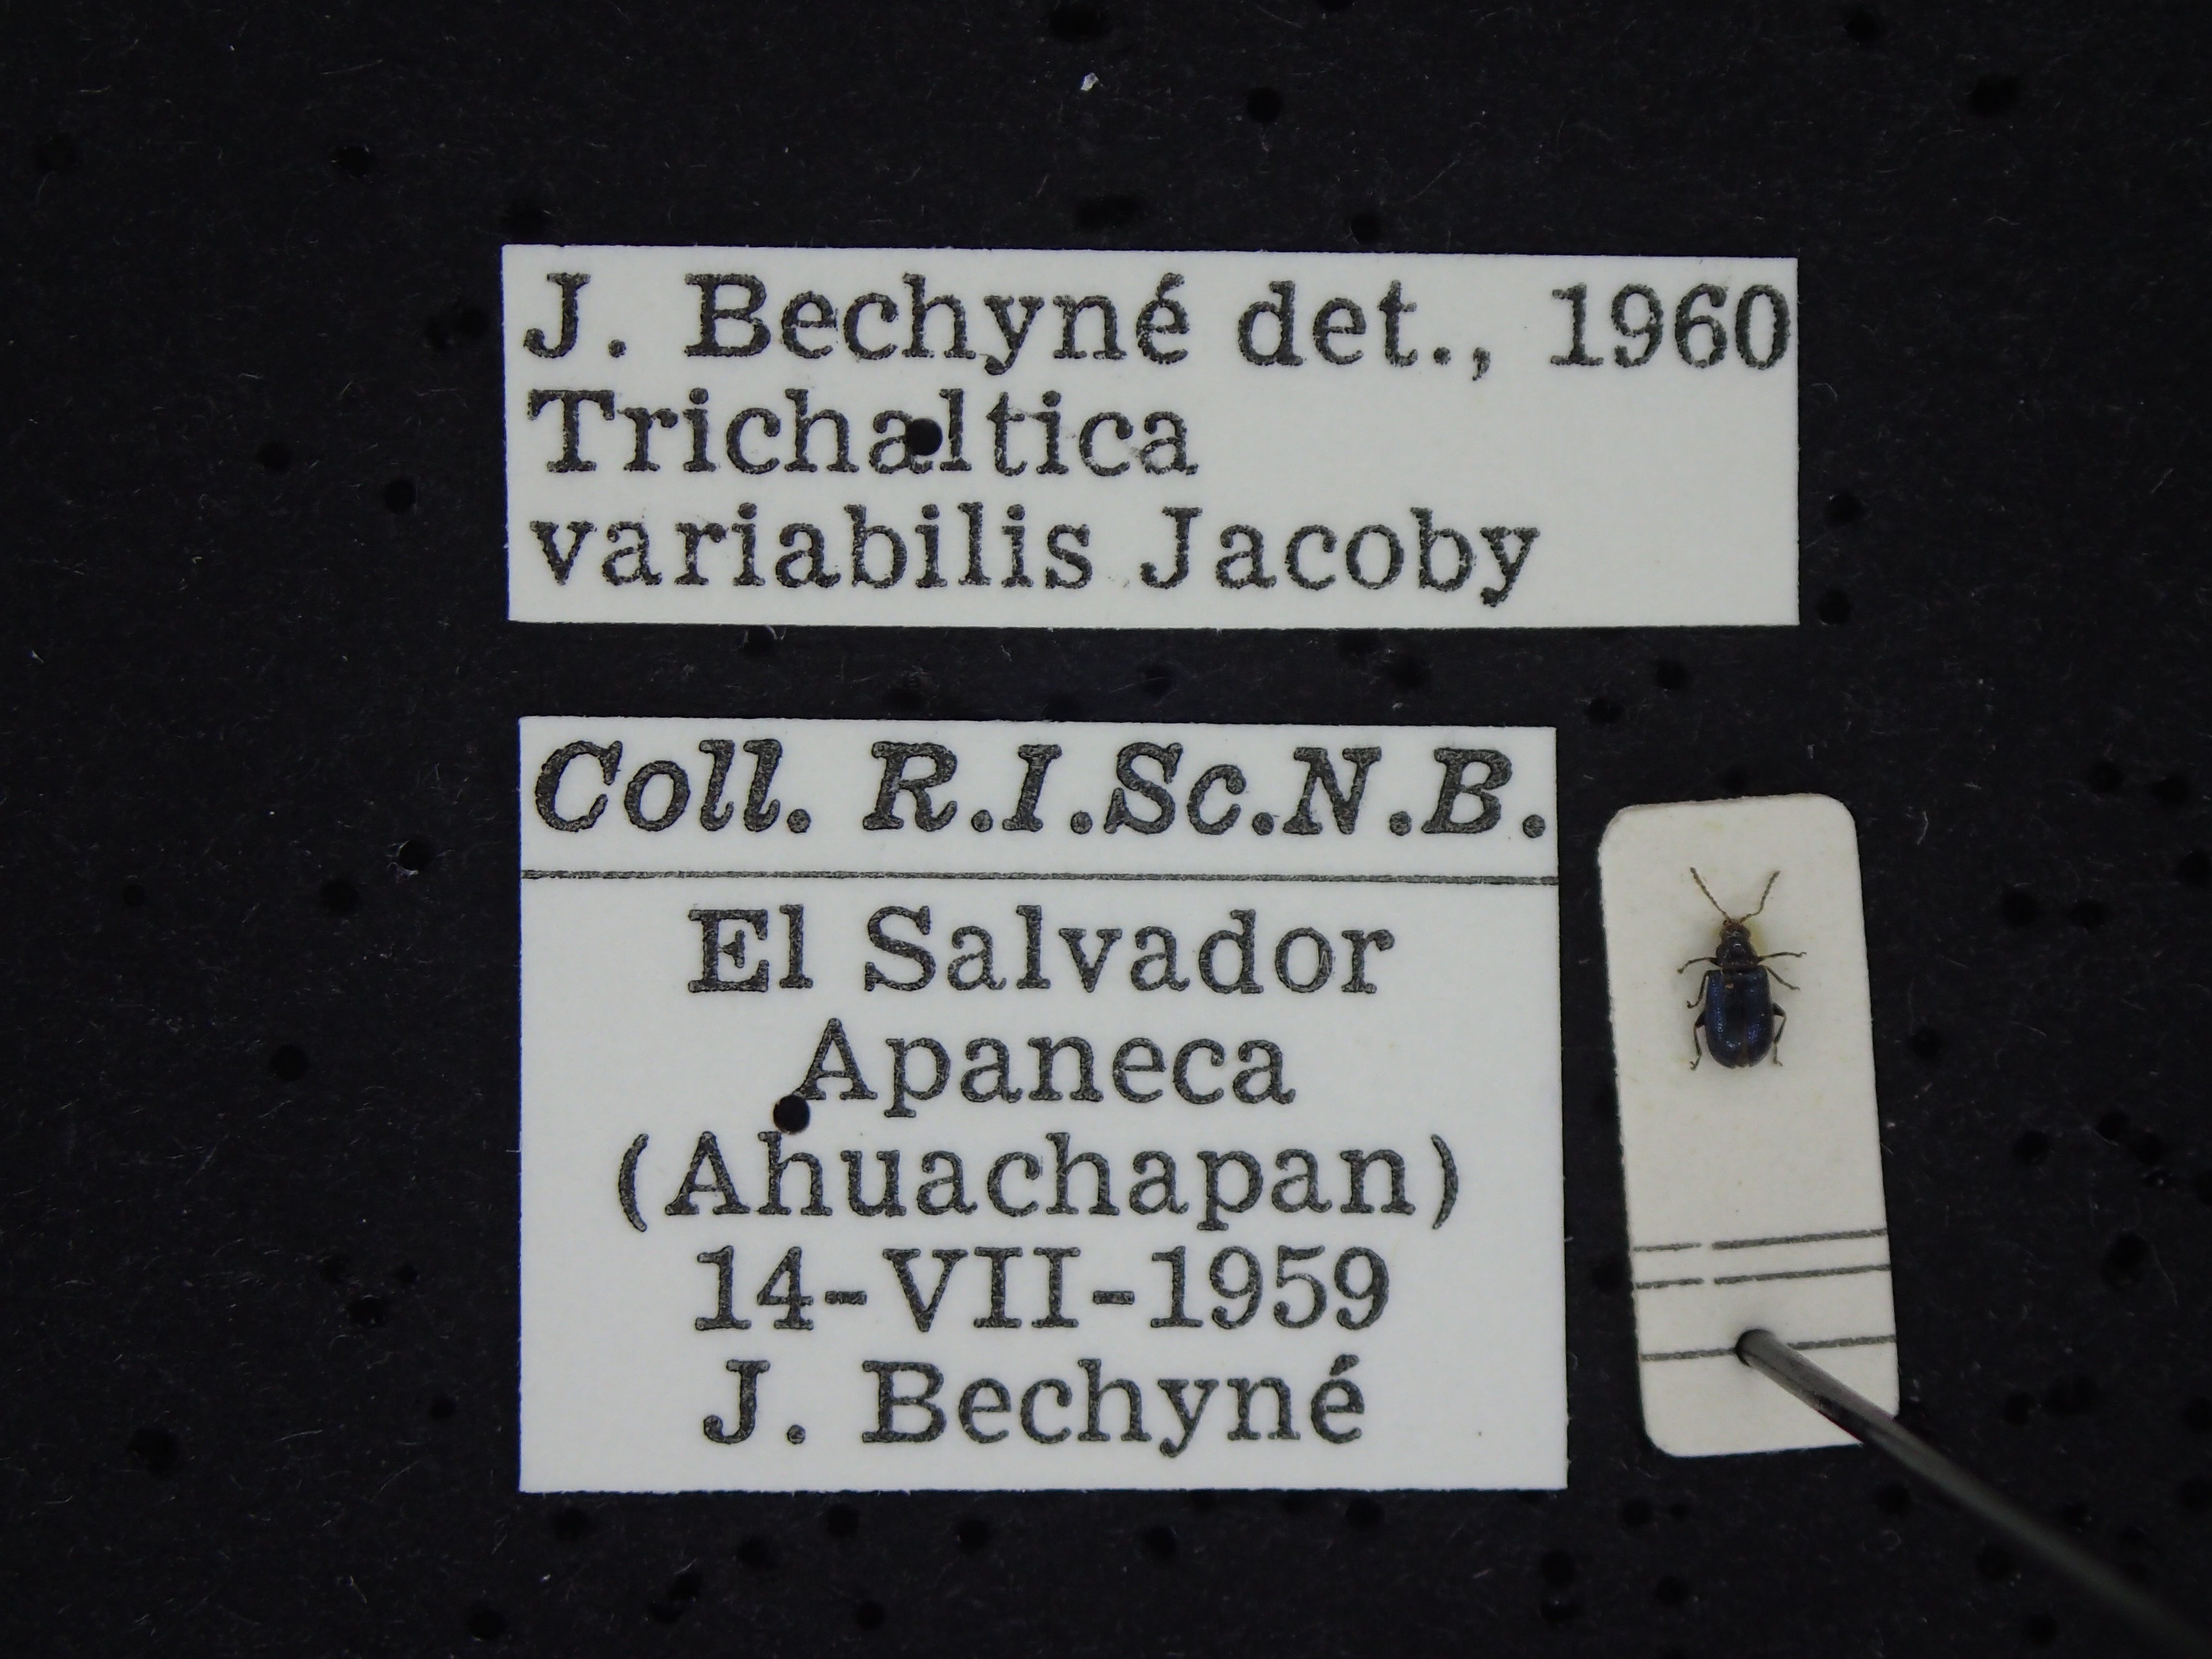 J. Bechyné det., 1960
Trichaltica
variabilis Jacoby
Coll. R.I.Sc.N.B.
El Salvador
Apaneca
(Ahuachapan)
14-VII-1959
J. Bechyné